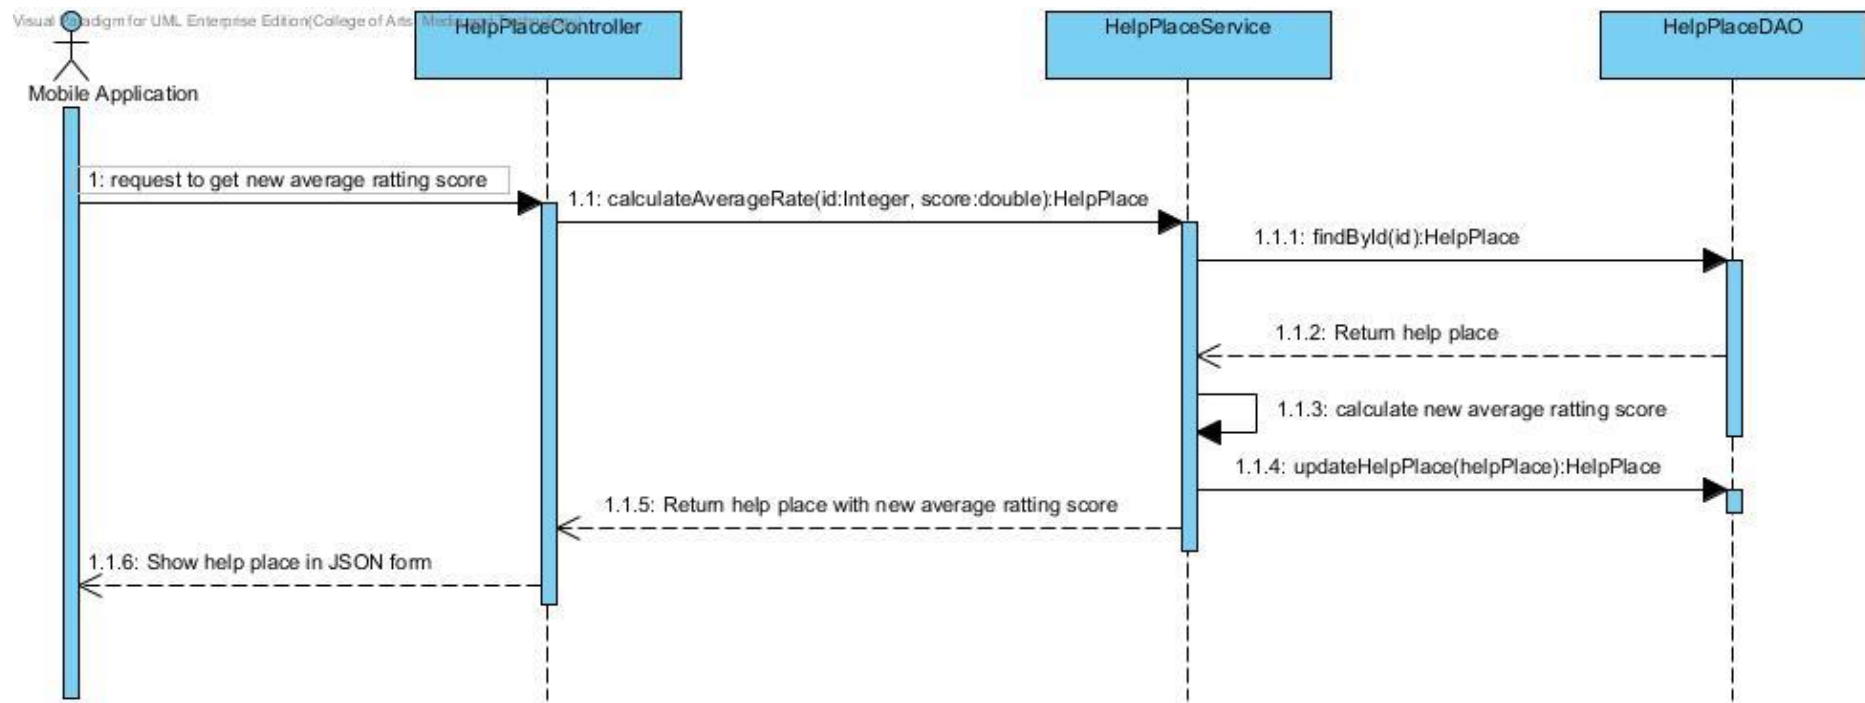 Visual Paradigm for UML Enterprise Edition(College of Arts, Media and Technology)
HelpPlaceController
HelpPlaceService
HelpPlaceDAO
Mobile Application
1: request to get new average ratting score
1.1: calculateAverageRate(id:Integer, score:double):HelpPlace
1.1.1: findById(id):HelpPlace
1.1.2: Return help place
1.1.3: calculate new average ratting score
1.1.4: updateHelpPlace(helpPlace):HelpPlace
1.1.5: Return help place with new average ratting score
1.1.6: Show help place in JSON form